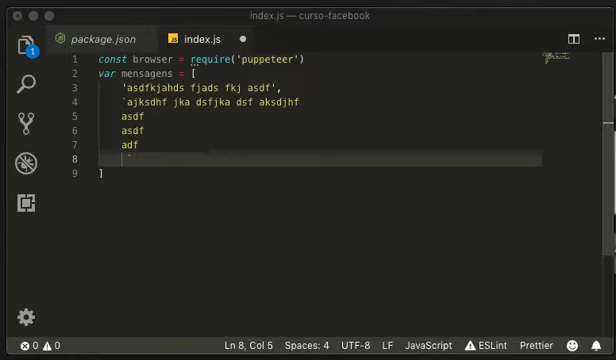 index.js — curso-facebook
1
package.json
index.js
1 const browser = require('puppeteer')
2 var mensagens = [
3 'asdfkjahds fjads fkj asdf',
4 `ajksdhf jka dsfjka dsf aksdjhf
5 asdf
6 asdf
7 adf
8 `
9 ]
0 0 Ln 8, Col 5 Spaces: 4 UTF-8 LF JavaScript ESLint Prettier